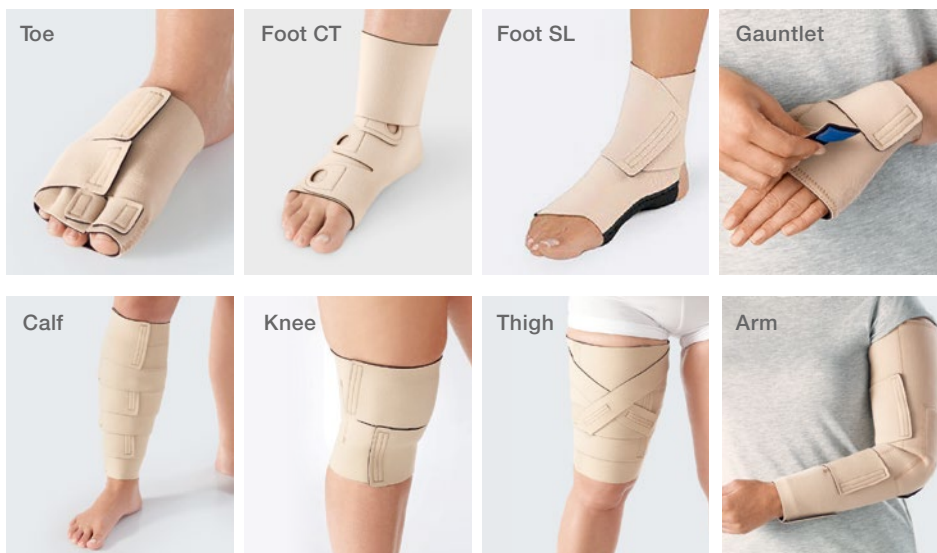 Toe
Foot CT
Foot SL
Gauntlet
Calf
Knee
Thigh
Arm